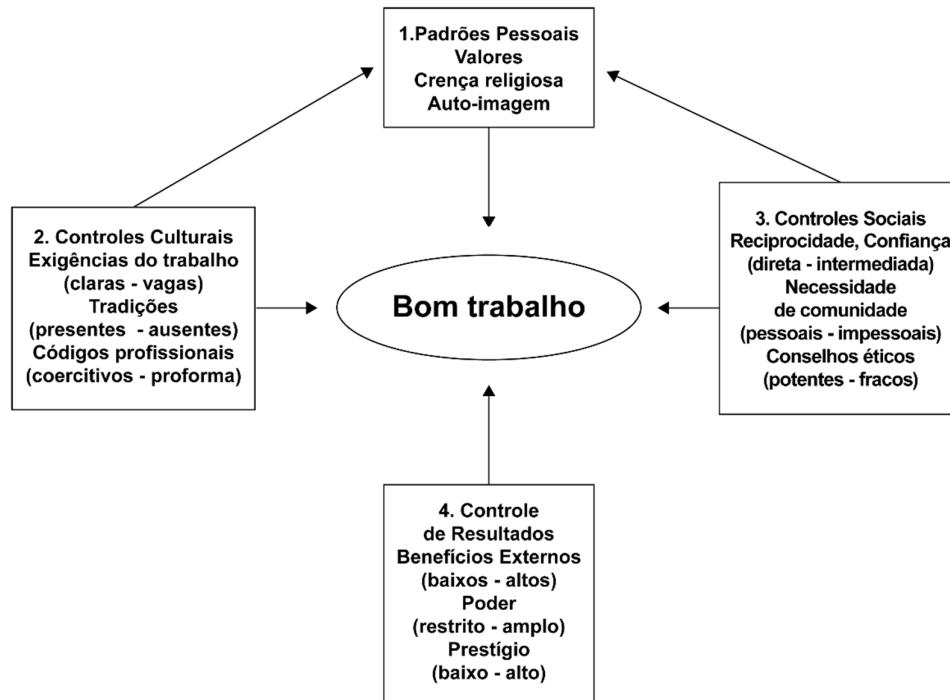 1.Padrões Pessoais
Valores
Crença religiosa
Auto-imagem
2. Controles Culturais
Exigências do trabalho
(claras - vagas)
Tradições
(presentes - ausentes)
Códigos profissionais
(coercitivos - proforma)
Bom trabalho
3. Controles Sociais
Reciprocidade, Confiança
(direta - intermediada)
Necessidade
de comunidade
(pessoais - impessoais)
Conselhos éticos
(potentes - fracos)
4. Controle
de Resultados
Benefícios Externos
(baixos - altos)
Poder
(restrito - amplo)
Prestígio
(baixo - alto)